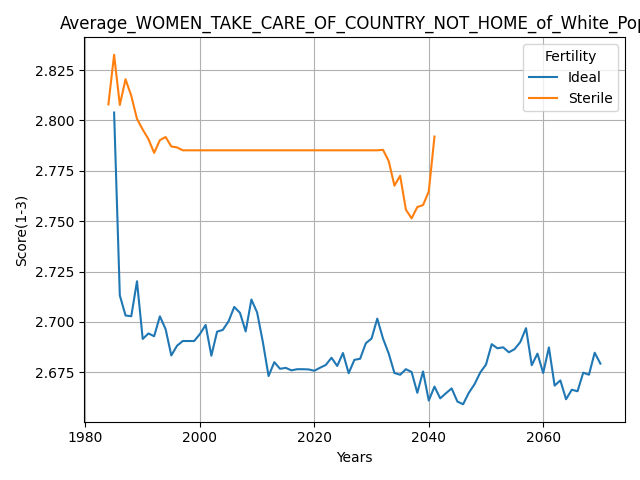 Average_WOMEN_TAKE_CARE_OF_COUNTRY_NOT_HOME_of_White_Pop
Fertility
Ideal
Sterile
Score(1-3)
2.825
2.800
2.775
2.750
2.725
2.700
2.675
1980 2000 2020 2040 2060
Years